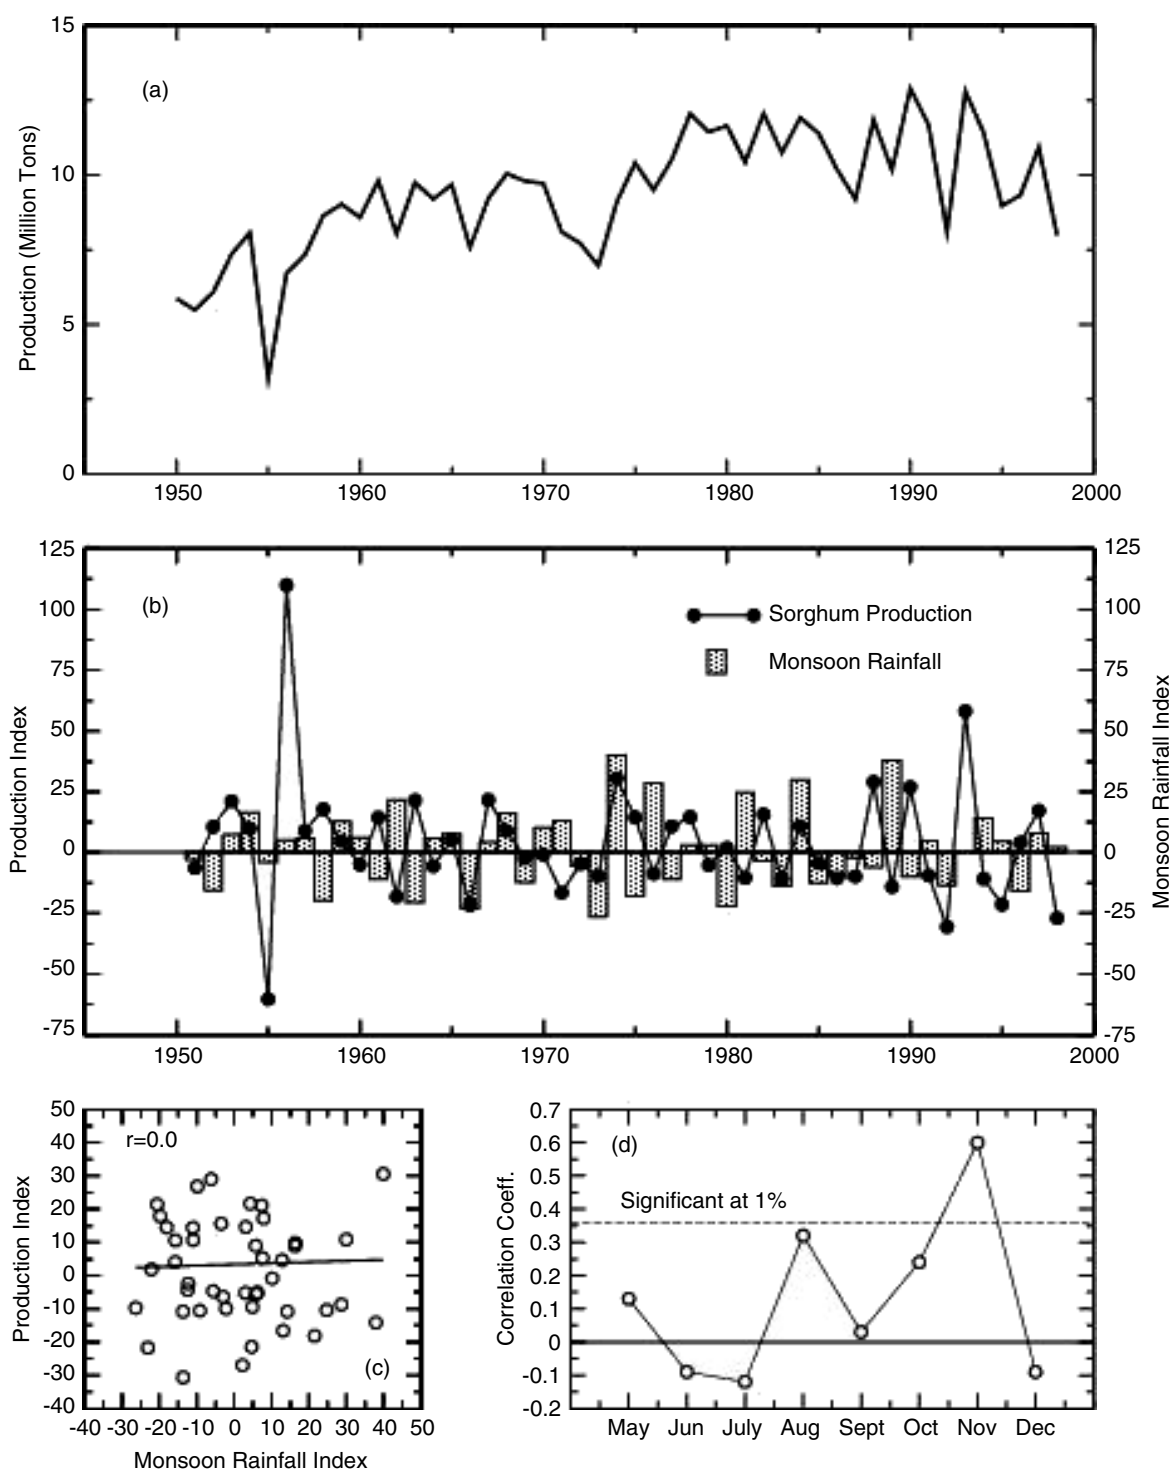 15
(a)
10
5
0
Production (Million Tons)
1950 1960 1970 1980 1990 2000
125 125
(b)
100 100
Sorghum Production
75 75
Monsoon Rainfall
50 50
25 25
0 0
-25 -25
-50 -50
-75 -75
Production Index
Monsoon Rainfall Index
1950 1960 1970 1980 1990 2000
50
r=0.0
40
30
20
10
0
-10
-20
-30
(c)
-40
Production Index
-40 -30 -20 -10 0 10 20 30 40 50
Monsoon Rainfall Index
0.7
(d)
0.6
0.5
Significant at 1%
0.4
0.3
0.2
0.1
0
-0.1
-0.2
Correlation Coeff.
May Jun July Aug Sept Oct Nov Dec